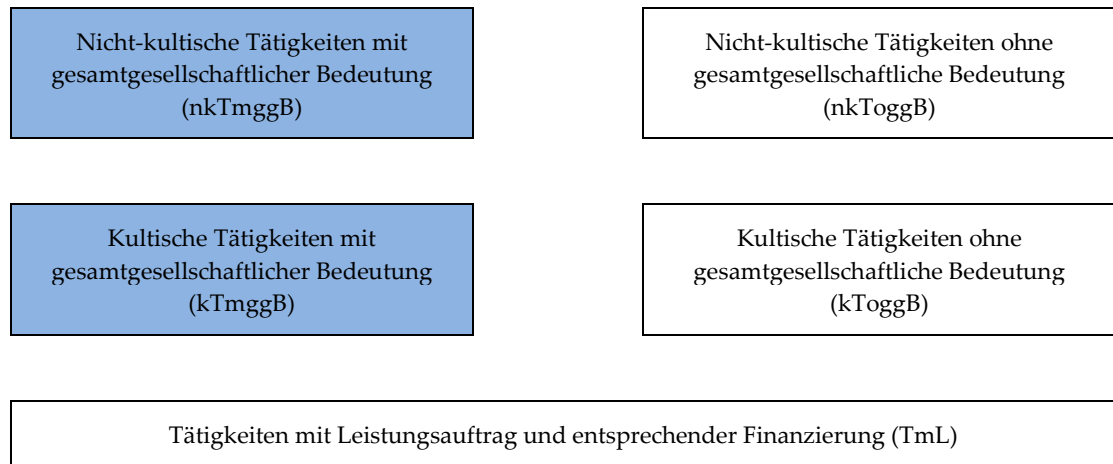 Nicht-kultische Tätigkeiten mit
gesamtgesellschaftlicher Bedeutung
(nkTmggB)
Nicht-kultische Tätigkeiten ohne
gesamtgesellschaftliche Bedeutung
(nkToggB)
Kultische Tätigkeiten mit
gesamtgesellschaftlicher Bedeutung
(kTmggB)
Kultische Tätigkeiten ohne
gesamtgesellschaftliche Bedeutung
(kToggB)
Tätigkeiten mit Leistungsauftrag und entsprechender Finanzierung (TmL)